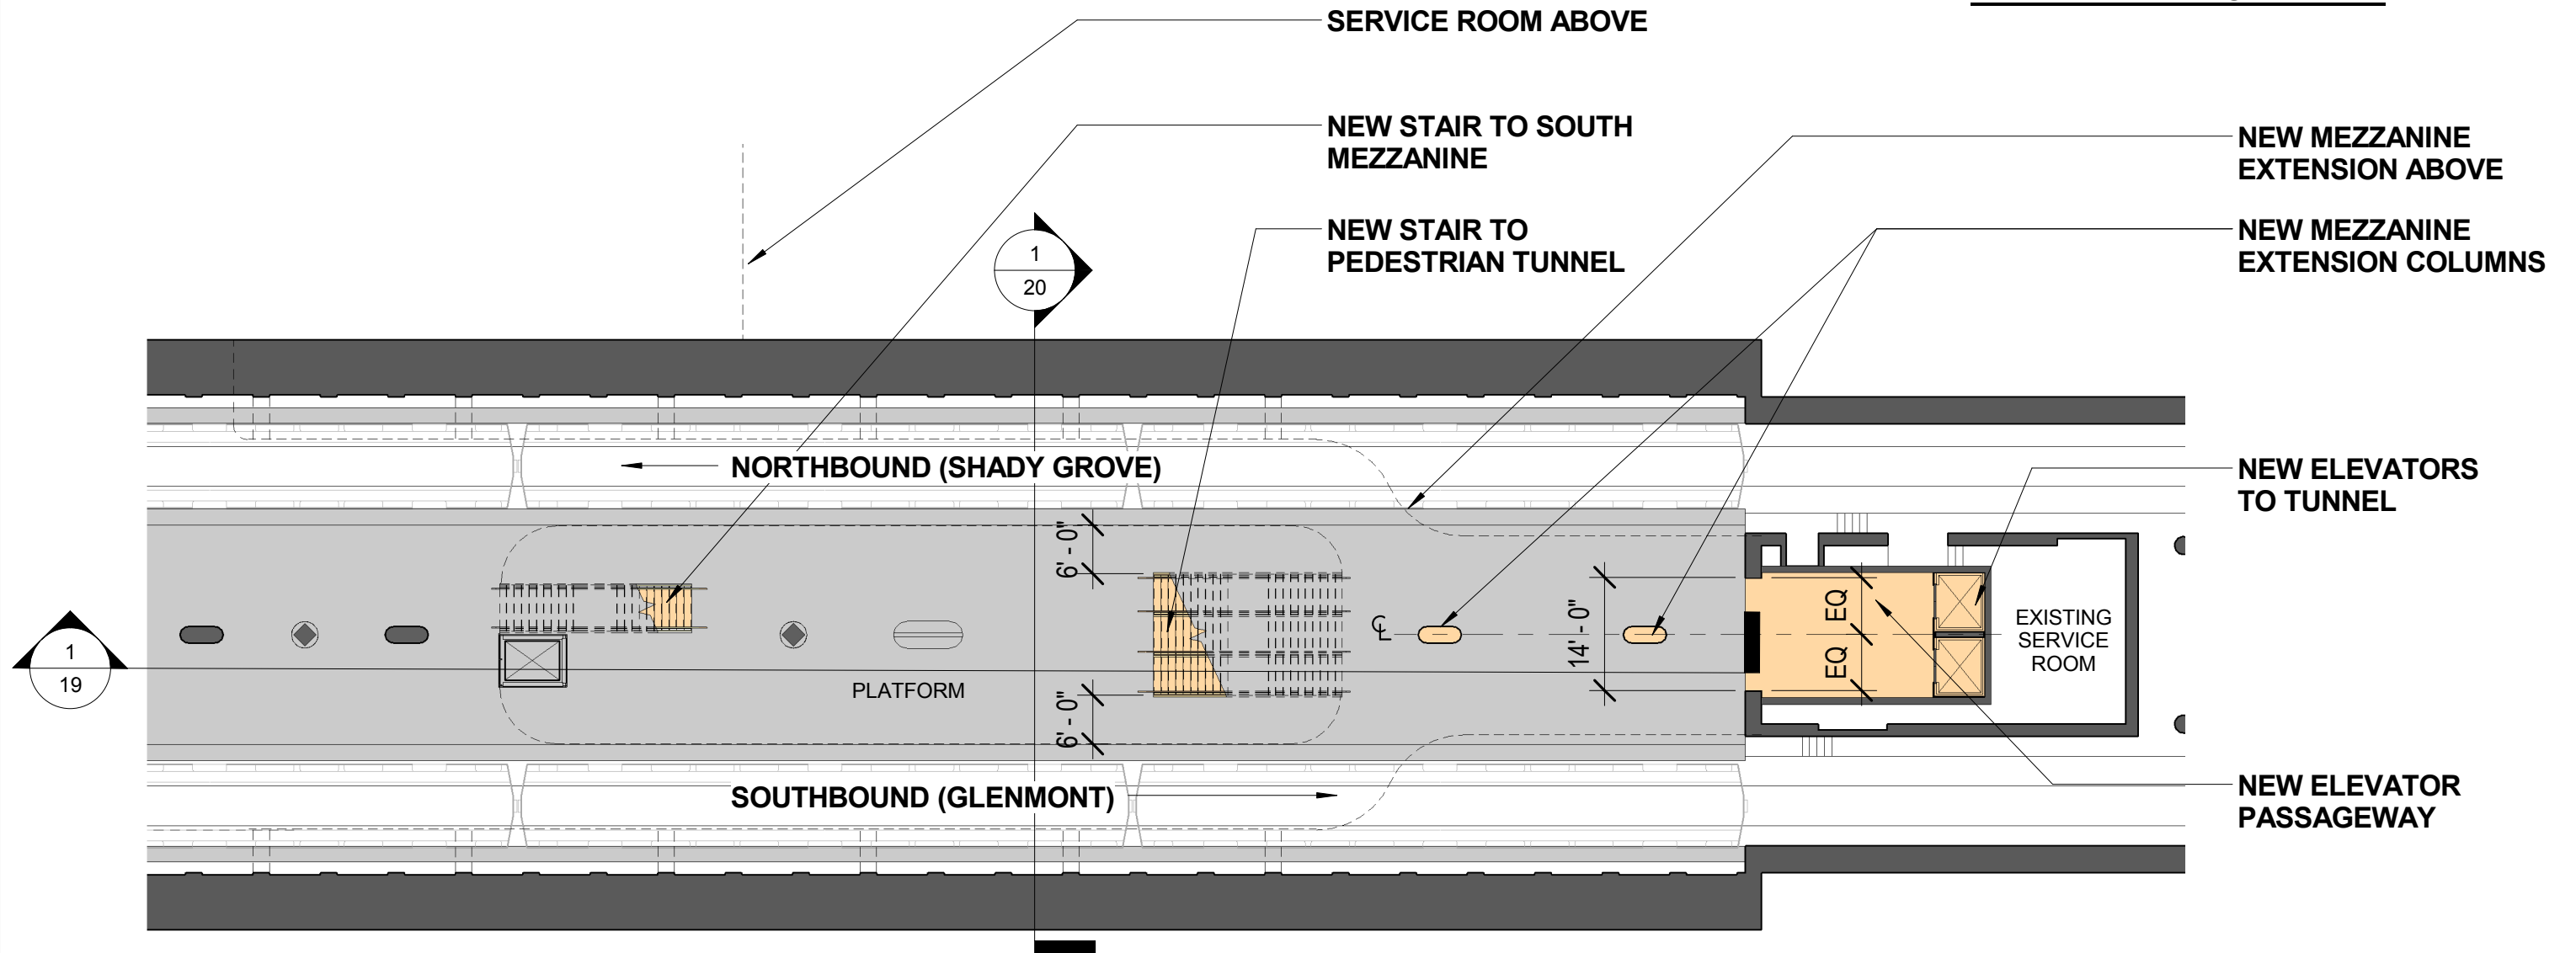 SERVICE ROOM ABOVE
NEW STAIR TO SOUTH
MEZZANINE
NEW MEZZANINE
EXTENSION ABOVE
NEW STAIR TO
PEDESTRIAN TUNNEL
NEW MEZZANINE
EXTENSION COLUMNS
1
20
NORTHBOUND (SHADY GROVE)
NEW ELEVATORS
TO TUNNEL
6' - 0"
14' - 0"
EQ
EQ
EXISTING
SERVICE
ROOM
CL
1
19
PLATFORM
6' - 0"
SOUTHBOUND (GLENMONT)
NEW ELEVATOR
PASSAGEWAY